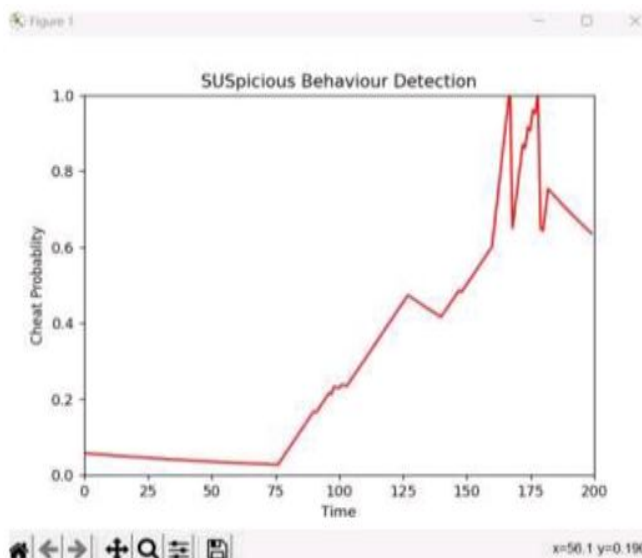 Figure 1
SUSpicious Behaviour Detection
1.0
0.8
0.6
0.4
0.2
0.0
Cheat Probablity
0 25 50 75 100 125 150 175 200
Time
x=56.1 y=0.19